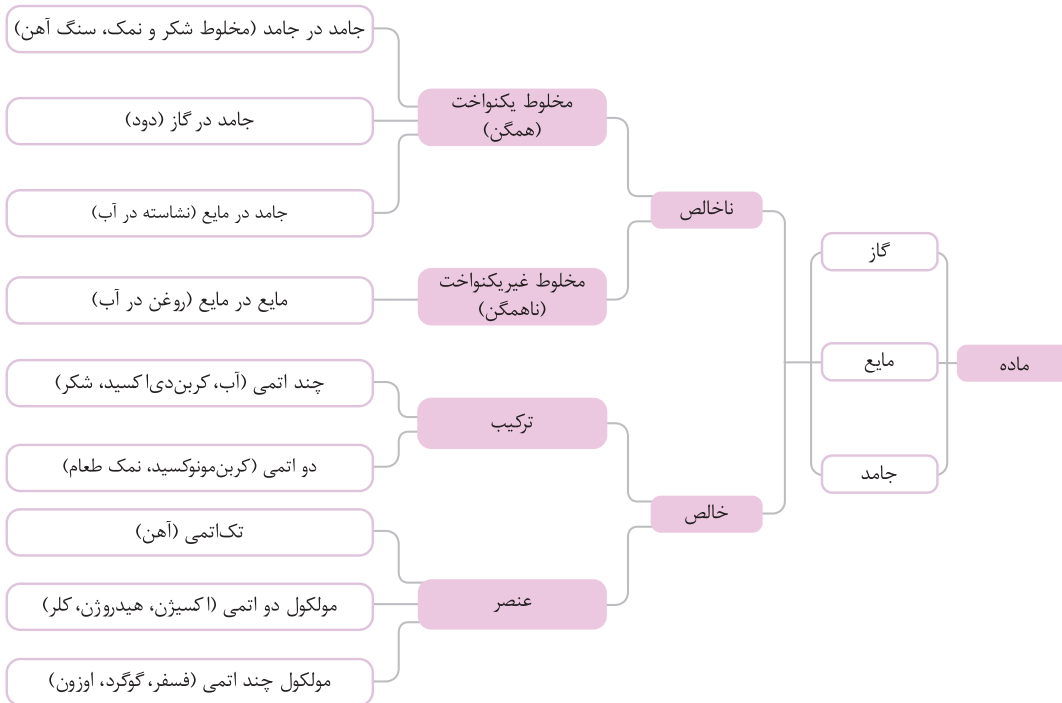 ماده
گاز
مایع
جامد
ناخالص
خالص
مخلوط یکنواخت
(همگن)
مخلوط غیریکنواخت
(ناهمگن)
ترکیب
عنصر
جامد در جامد (مخلوط شکر و نمک، سنگ آهن)
جامد در گاز (دود)
جامد در مایع (نشاسته در آب)
مایع در مایع (روغن در آب)
چند اتمی (آب، کربن‌دی‌اکسید، شکر)
دو اتمی (کربن‌مونوکسید، نمک طعام)
تک‌اتمی (آهن)
مولکول دو اتمی (اکسیژن، هیدروژن، کلر)
مولکول چند اتمی (فسفر، گوگرد، اوزون)